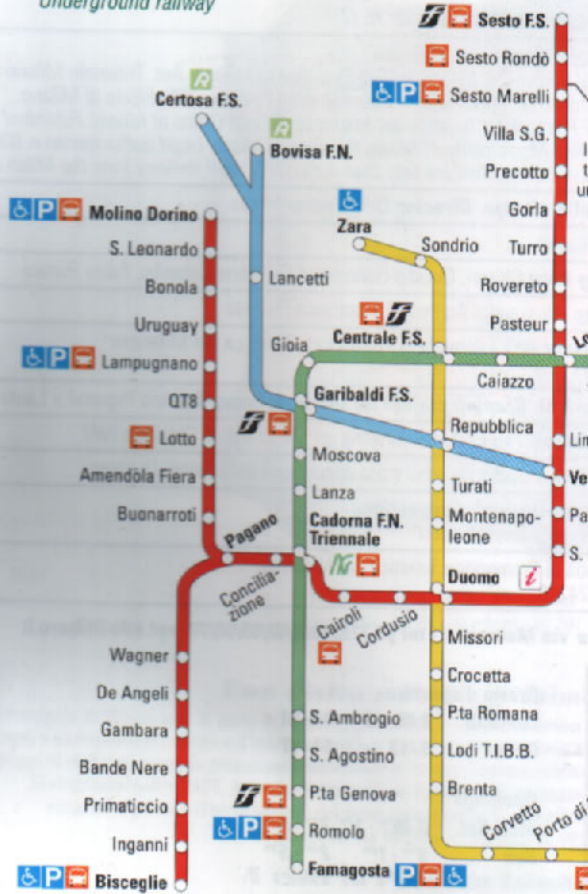 Underground railway
Sesto F.S.
Sesto Rondò
Certosa F.S.
P
Sesto Marelli
R
R
Villa S.G.
Bovisa F.N.
Precotto
P
Molino Dorino
Zara
Gorla
S. Leonardo
Sondrio
Turro
Bonola
Lancetti
Rovereto
Uruguay
Centrale F.S.
Pasteur
P
Lampugnano
Gioia
Caiazzo
QT8
Garibaldi F.S.
Lotto
Moscova
Repubblica
Amendòla Fiera
Lanza
Turati
Buonarroti
Cadorna F.N.
Triennale
Montenapo-
leone
Pagano
Concilia-
zione
Duomo
i
Cairoli
Cordusio
Missori
Wagner
Crocetta
De Angeli
S. Ambrogio
P.ta Romana
Gambara
S. Agostino
Lodi T.I.B.B.
Bande Nere
P.ta Genova
Brenta
Primaticcio
P
Romolo
Corvetto
Porto di
Inganni
P
Bisceglie
Famagosta
P